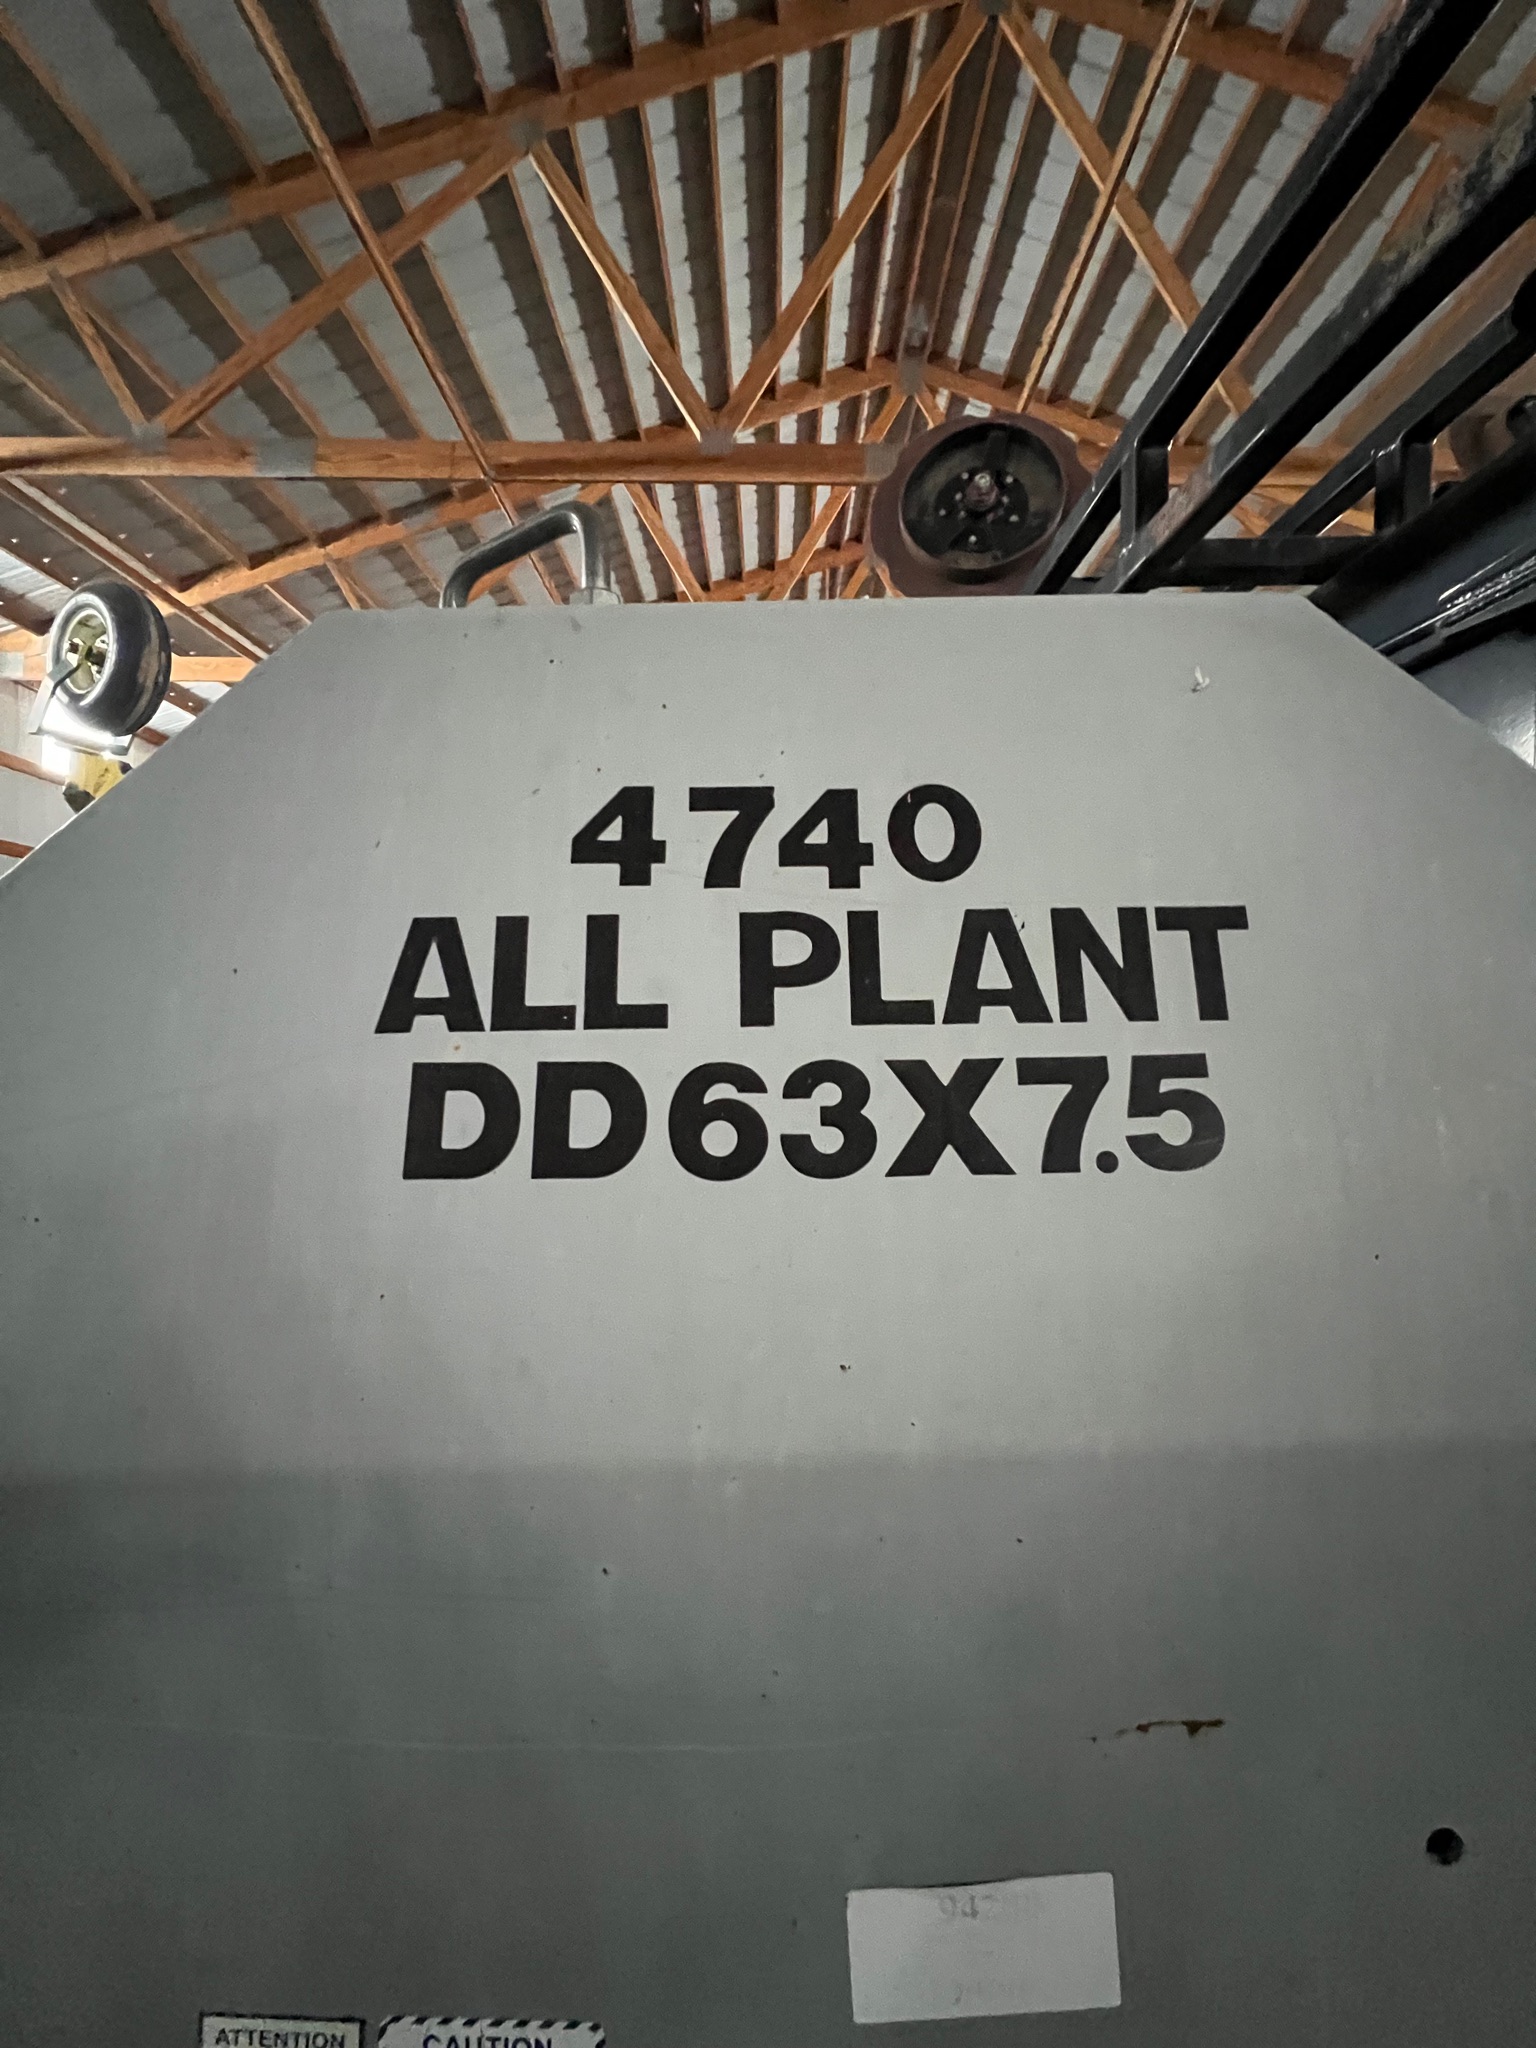 4740
ALL PLANT
DD63X7.5
ATTENTION
CAUTION